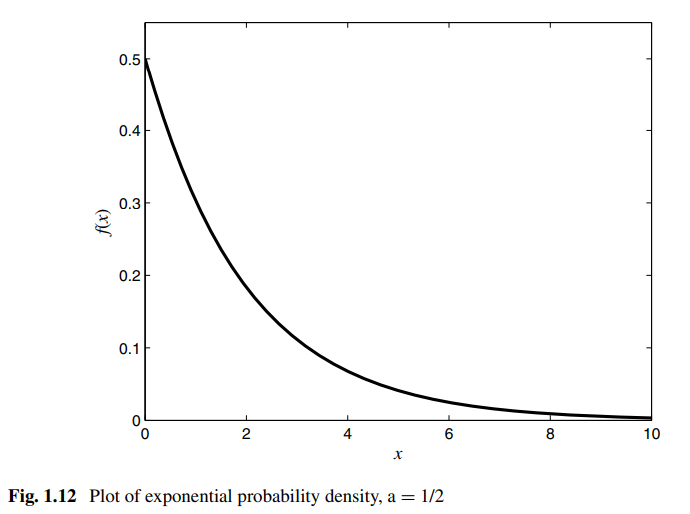 0.5
0.4
0.3
0.2
0.1
0
f(x)
0 2 4 6 8 10
x
Fig. 1.12 Plot of exponential probability density, a = 1/2